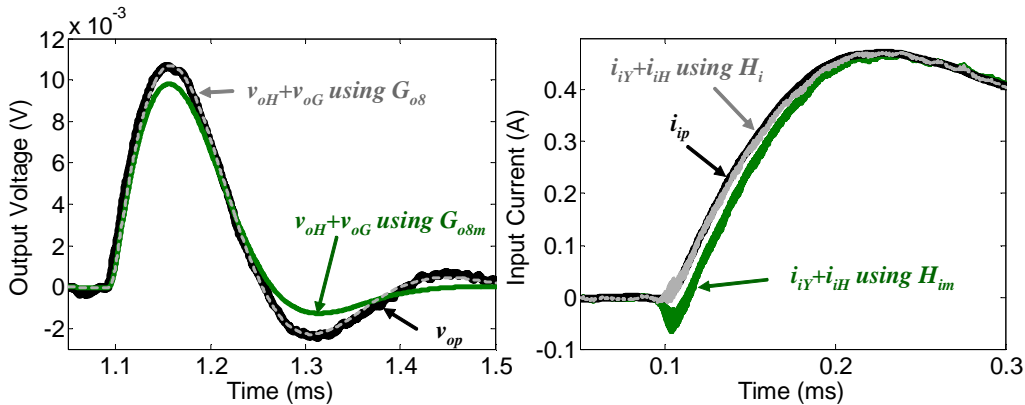 x 10⁻³
12
10
8
6
4
2
0
-2
Output Voltage (V)
1.1
1.2
1.3
1.4
1.5
Time (ms)
v_oH+v_oG using G_o8
v_oH+v_oG using G_o8m
v_op
Input Current (A)
0.4
0.3
0.2
0.1
0
-0.1
0.1
0.2
0.3
Time (ms)
i_iY+i_iH using H_i
i_ip
i_iY+i_iH using H_im